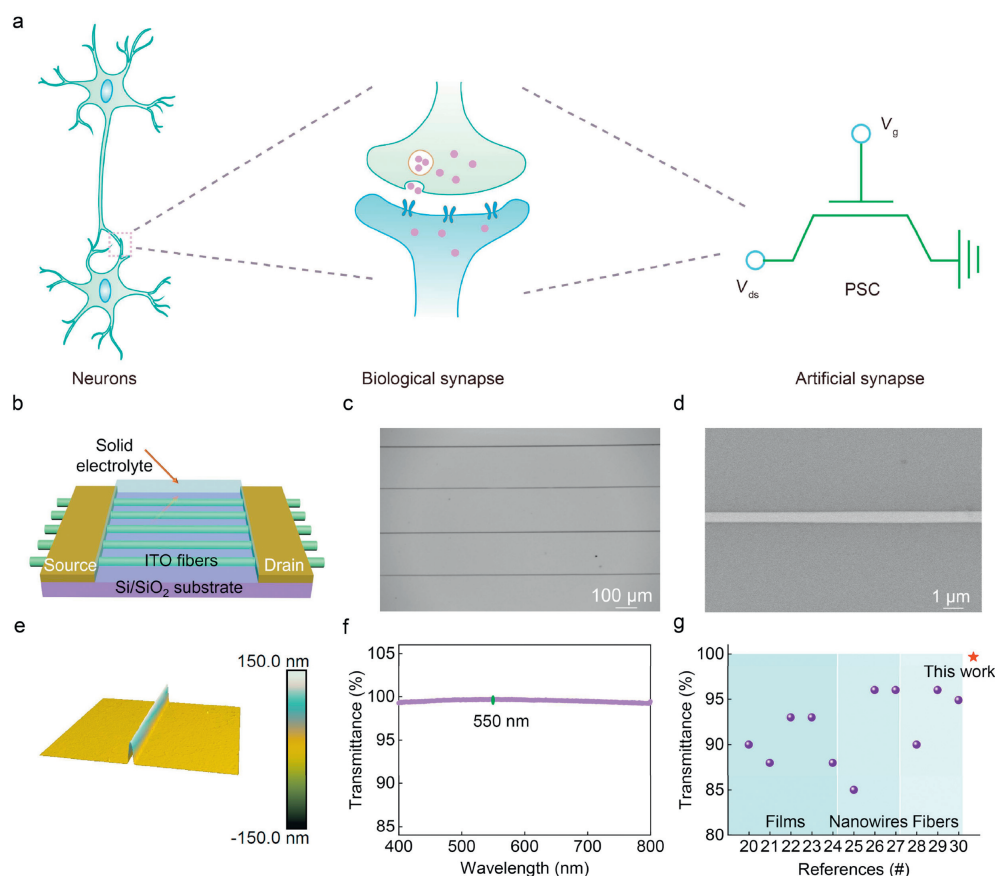 a
V_g
V_ds
PSC
Neurons
Biological synapse
Artificial synapse
b
Solid
electrolyte
Source
ITO fibers
Drain
Si/SiO₂ substrate
c
100 µm
d
1 µm
e
150.0 nm
-150.0 nm
f
Transmittance (%)
105
100
95
90
85
550 nm
400 500 600 700 800
Wavelength (nm)
g
Transmittance (%)
100
95
90
85
80
This work
Films Nanowires Fibers
20 21 22 23 24 25 26 27 28 29 30
References (#)